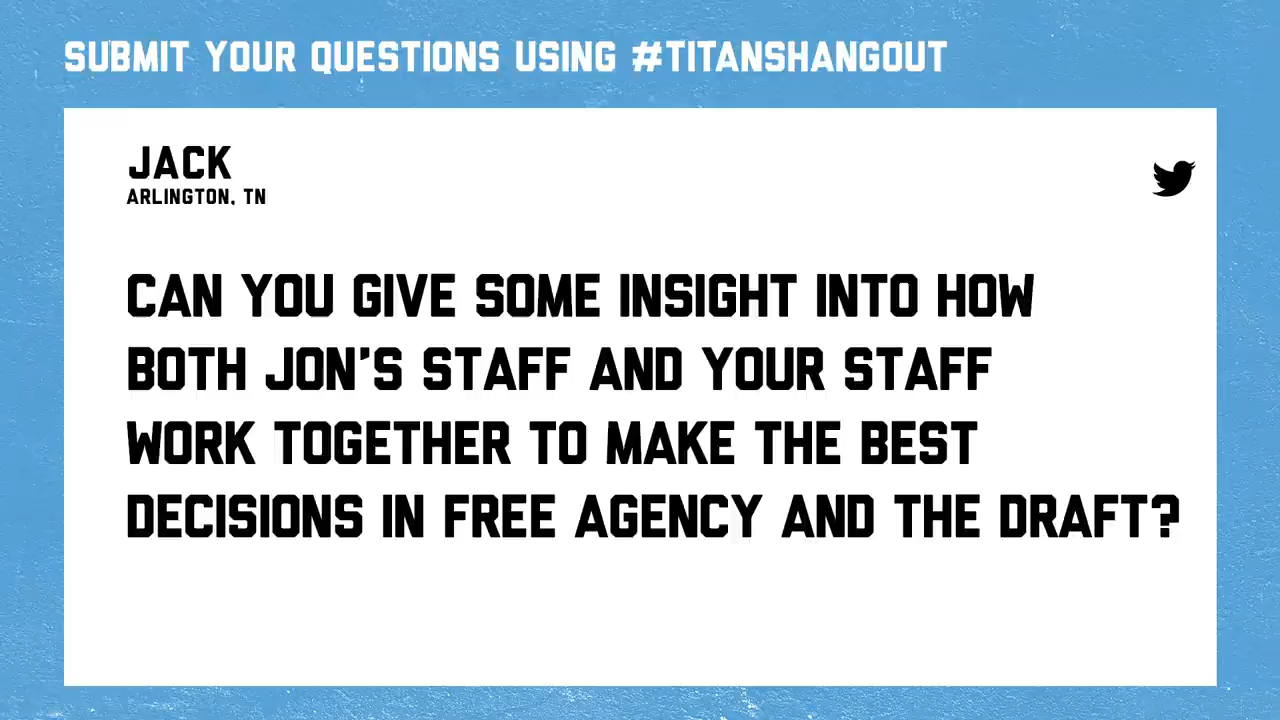 SUBMIT YOUR QUESTIONS USING #TITANSHANGOUT
JACK
ARLINGTON, TN
CAN YOU GIVE SOME INSIGHT INTO HOW
BOTH JON'S STAFF AND YOUR STAFF
WORK TOGETHER TO MAKE THE BEST
DECISIONS IN FREE AGENCY AND THE DRAFT?